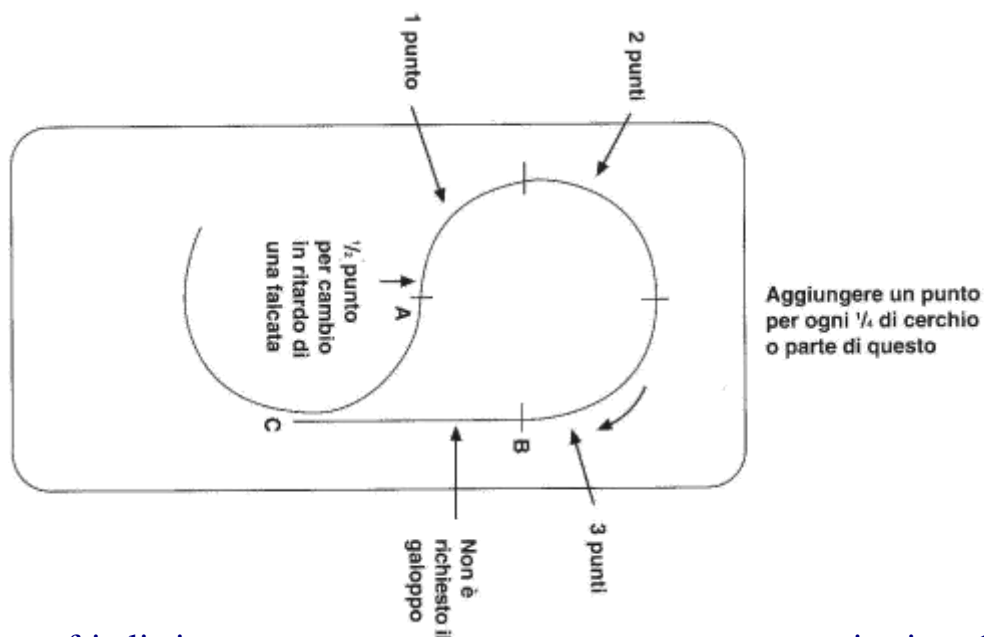 1 punto
2 punti
½ punto
per cambio
in ritardo di
una falcata
A
Aggiungere un punto
per ogni ¼ di cerchio
o parte di questo
C
B
3 punti
Non è
richiesto il
galoppo